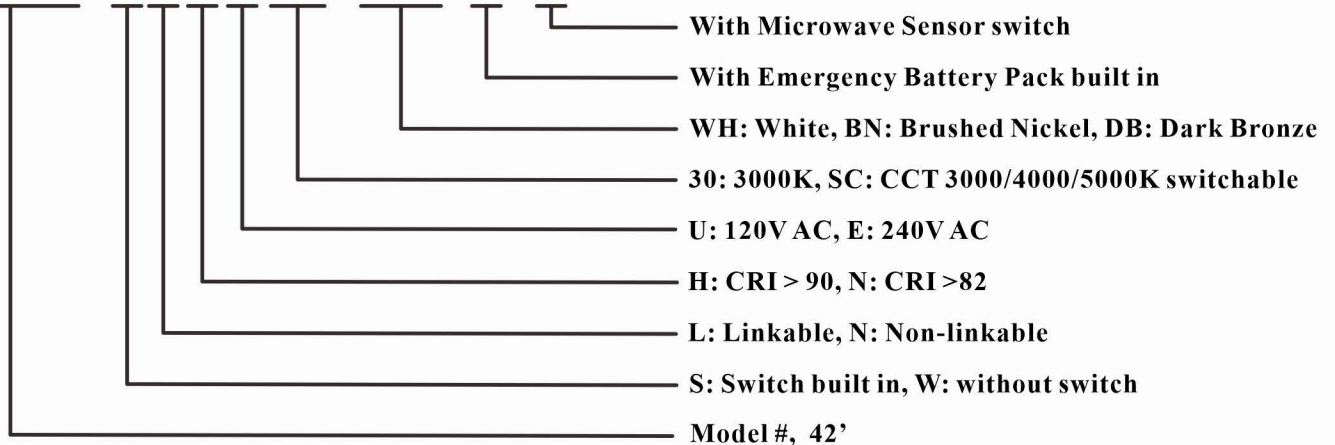 With Microwave Sensor switch
With Emergency Battery Pack built in
WH: White, BN: Brushed Nickel, DB: Dark Bronze
30: 3000K, SC: CCT 3000/4000/5000K switchable
U: 120V AC, E: 240V AC
H: CRI > 90, N: CRI >82
L: Linkable, N: Non-linkable
S: Switch built in, W: without switch
Model #, 42’